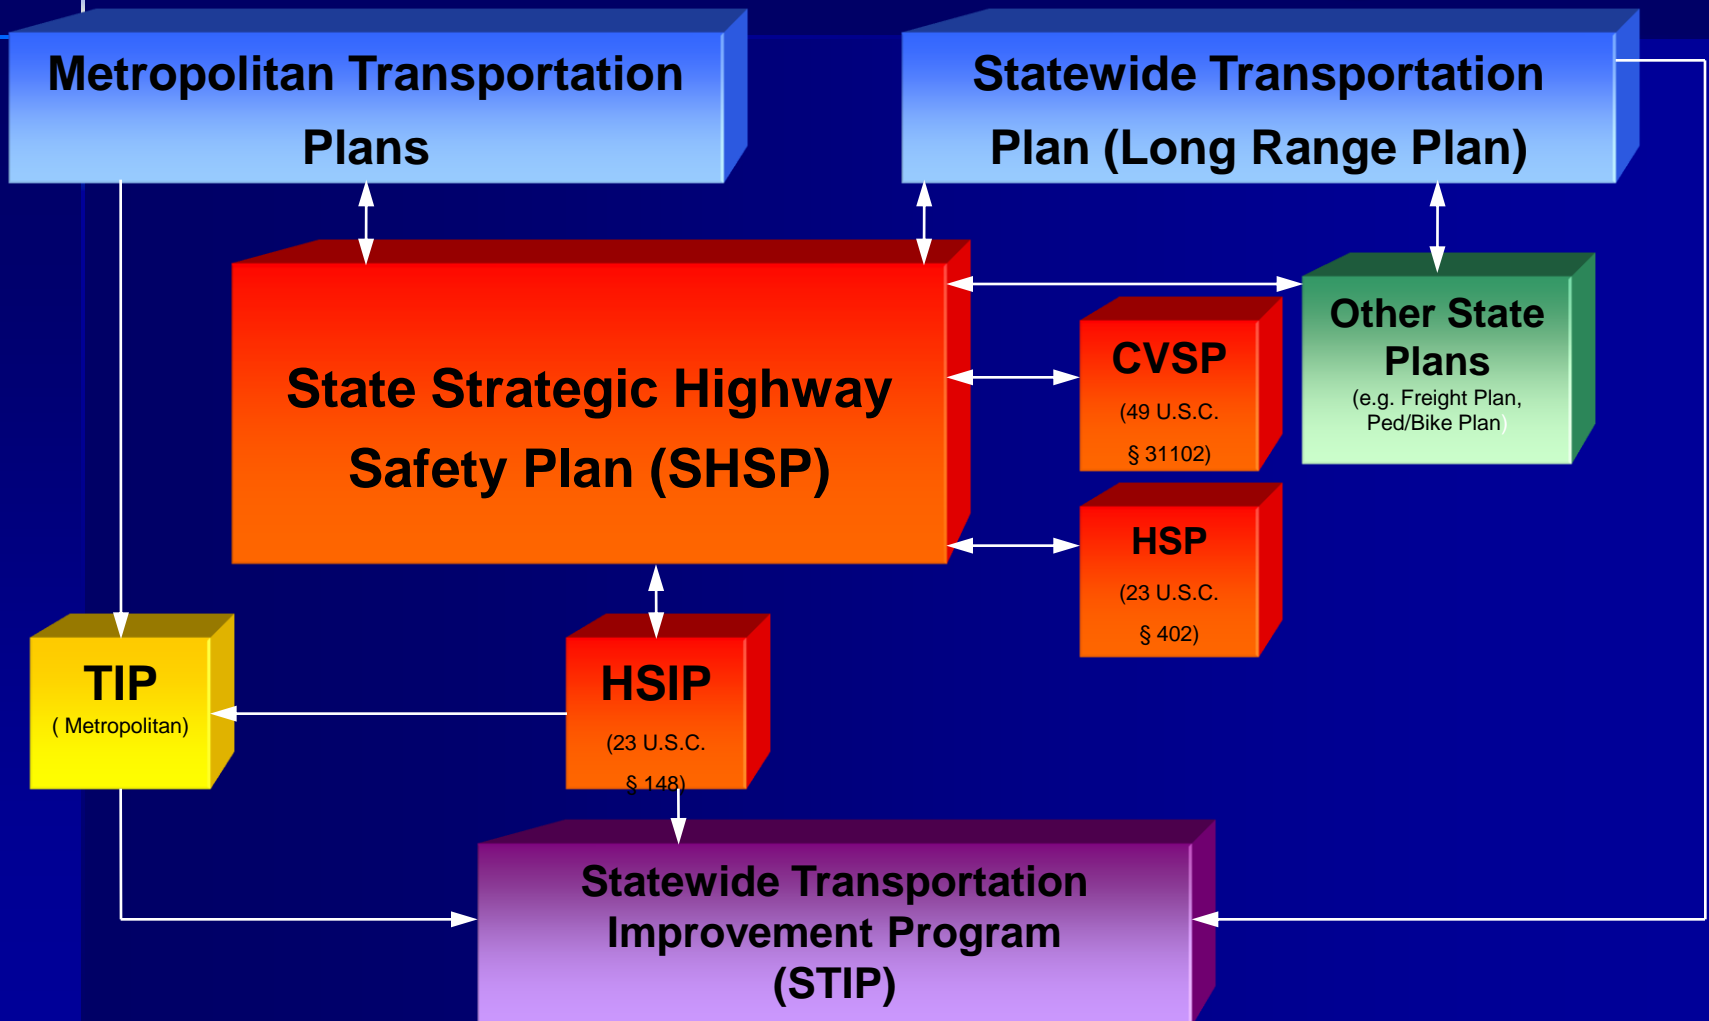 Metropolitan Transportation
Plans
Statewide Transportation
Plan (Long Range Plan)
State Strategic Highway
Safety Plan (SHSP)
CVSP
(49 U.S.C.
§ 31102)
Other State
Plans
(e.g. Freight Plan,
Ped/Bike Plan)
HSP
(23 U.S.C.
§ 402)
TIP
( Metropolitan)
HSIP
(23 U.S.C.
§ 148)
Statewide Transportation
Improvement Program
(STIP)